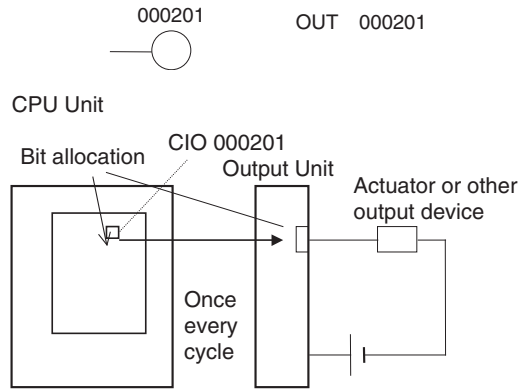 000201
OUT 000201
CPU Unit
CIO 000201
Bit allocation
Output Unit
Actuator or other
output device
Once
every
cycle